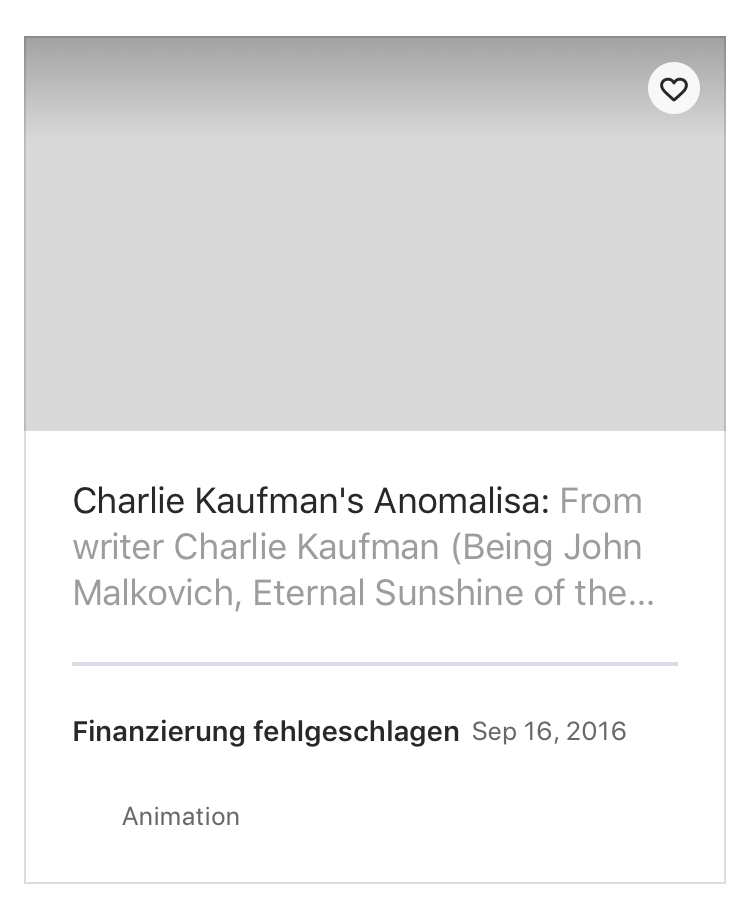 Charlie Kaufman's Anomalisa: From
writer Charlie Kaufman (Being John
Malkovich, Eternal Sunshine of the...
Finanzierung fehlgeschlagen Sep 16, 2016
Animation